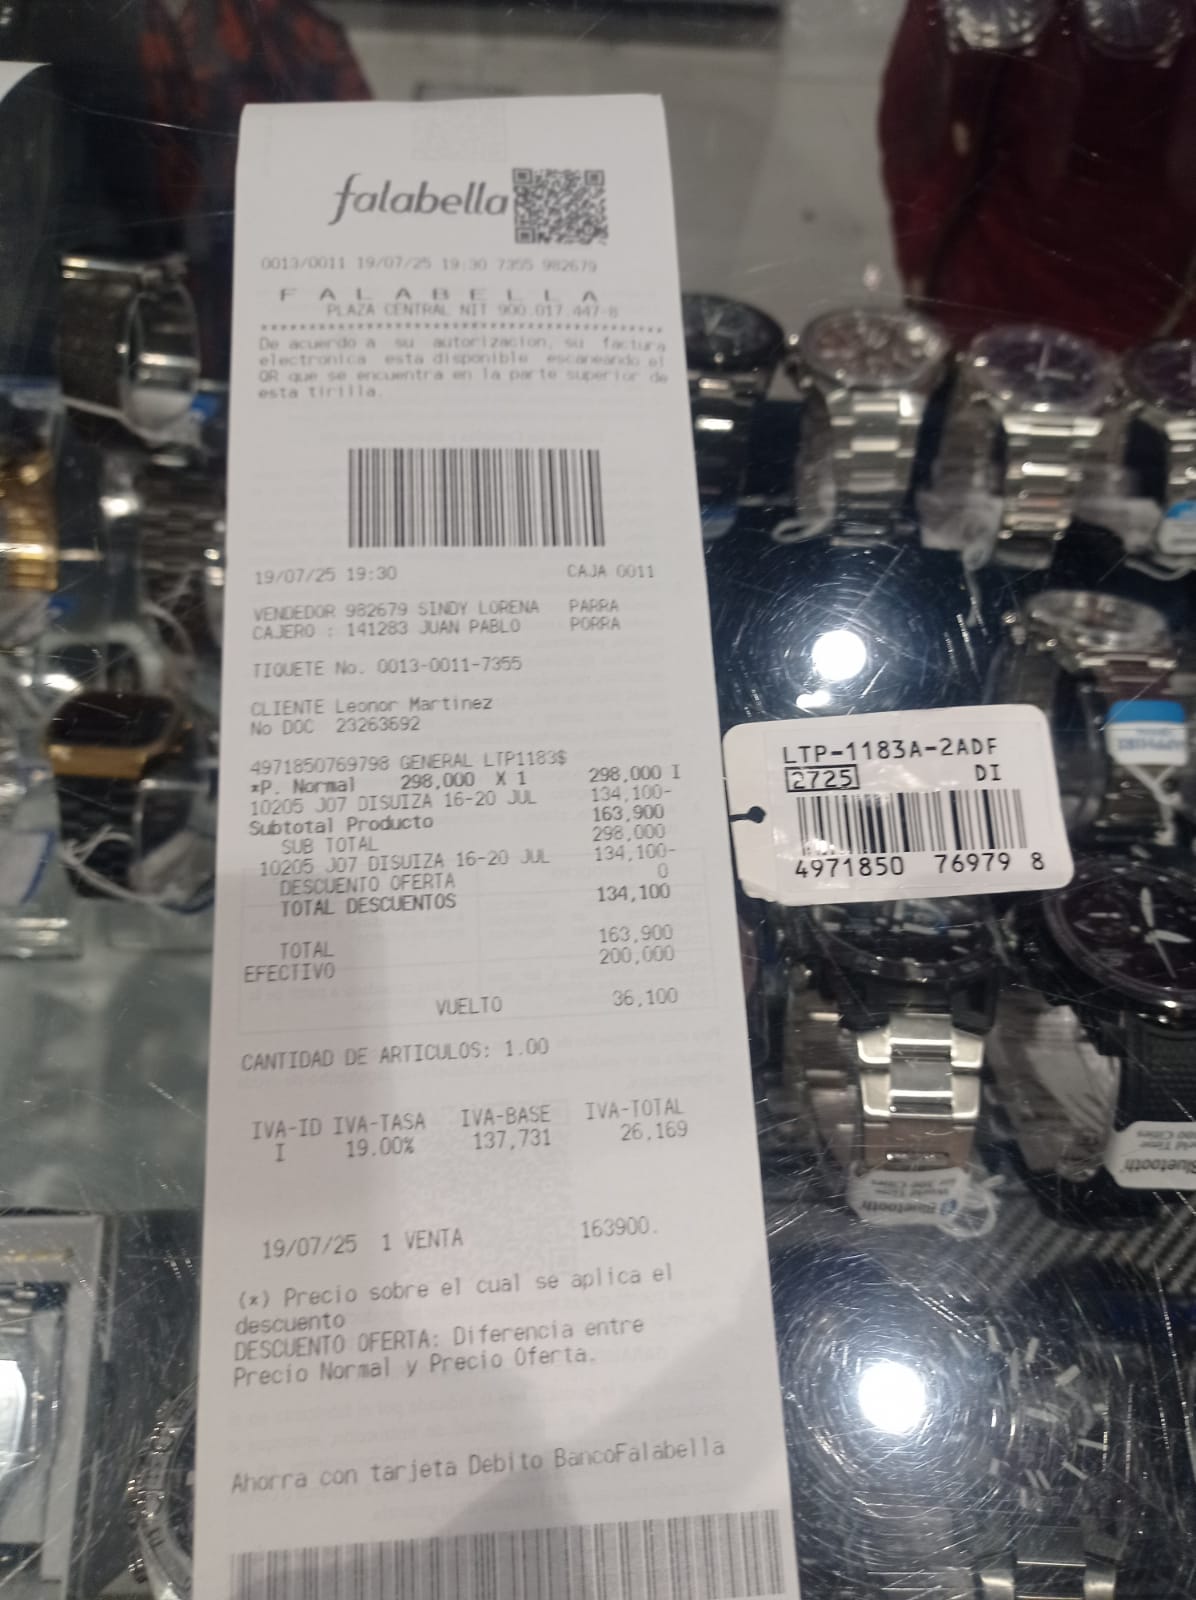 falabella
0013/0011 19/07/25 19:30 7355 982679
F A L A B E L L A
PLAZA CENTRAL NIT 900.017.447-8
De acuerdo a su autorizacion, su factura
electronica esta disponible escaneando el
QR que se encuentra en la parte superior de
esta tirilla.
19/07/25 19:30 CAJA 0011
VENDEDOR 982679 SINDY LORENA PARRA
CAJERO : 141283 JUAN PABLO PORRA
TIQUETE No. 0013-0011-7355
CLIENTE Leonor Martinez
No DOC 23263692
4971850769798 GENERAL LTP1183$
*P. Normal 298,000 X 1 298,000 I
10205 J07 DISUIZA 16-20 JUL 134,100-
Subtotal Producto 163,900
SUB TOTAL 298,000
10205 J07 DISUIZA 16-20 JUL 134,100-
DESCUENTO OFERTA 0
TOTAL DESCUENTOS 134,100
TOTAL 163,900
EFECTIVO 200,000
VUELTO 36,100
CANTIDAD DE ARTICULOS: 1.00
IVA-ID IVA-TASA IVA-BASE IVA-TOTAL
I 19.00% 137,731 26,169
19/07/25 1 VENTA 163900.
(*) Precio sobre el cual se aplica el
descuento
DESCUENTO OFERTA: Diferencia entre
Precio Normal y Precio Oferta.
Ahorra con tarjeta Debito BancoFalabella
LTP-1183A-2ADF
2725 DI
4971850 76979 8
SAPPHIRE
Bluetooth
World Time
Bluetooth